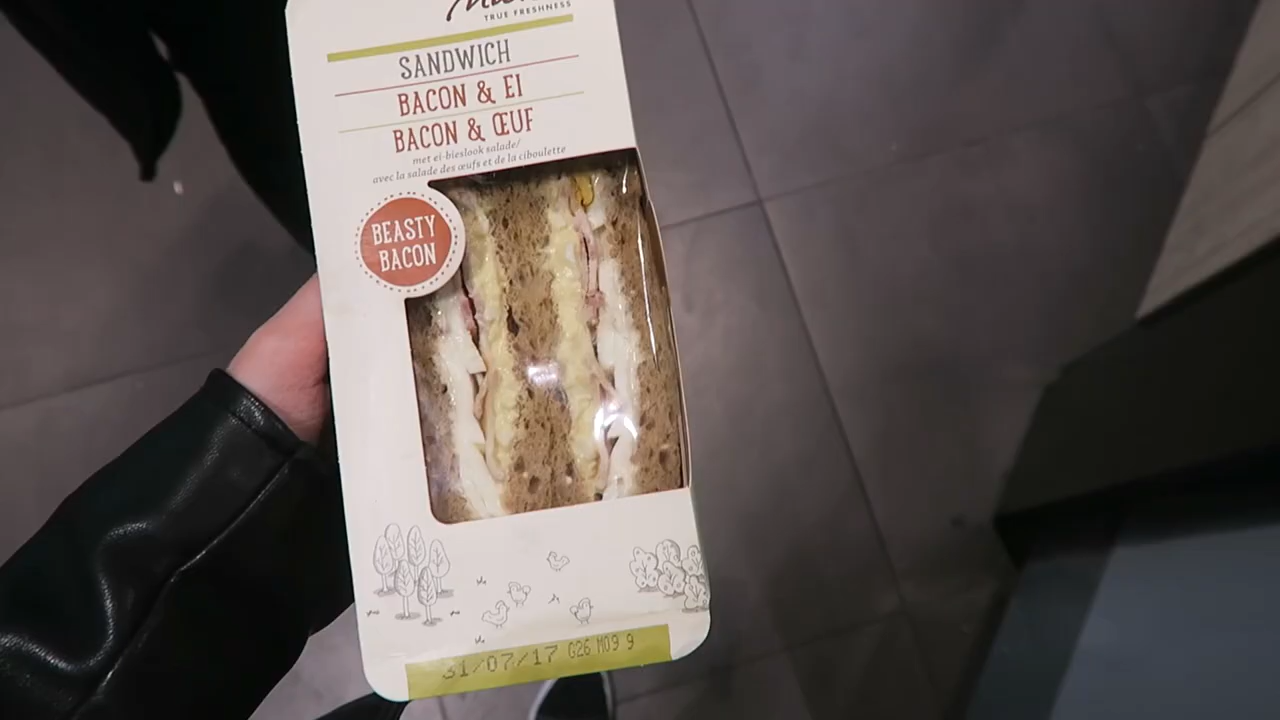 TRUE FRESHNESS
SANDWICH
BACON & EI
BACON & ŒUF
met ei-bieslook salade/
avec la salade des œufs et de la ciboulette
BEASTY
BACON
31/07/17 G26 M09 9